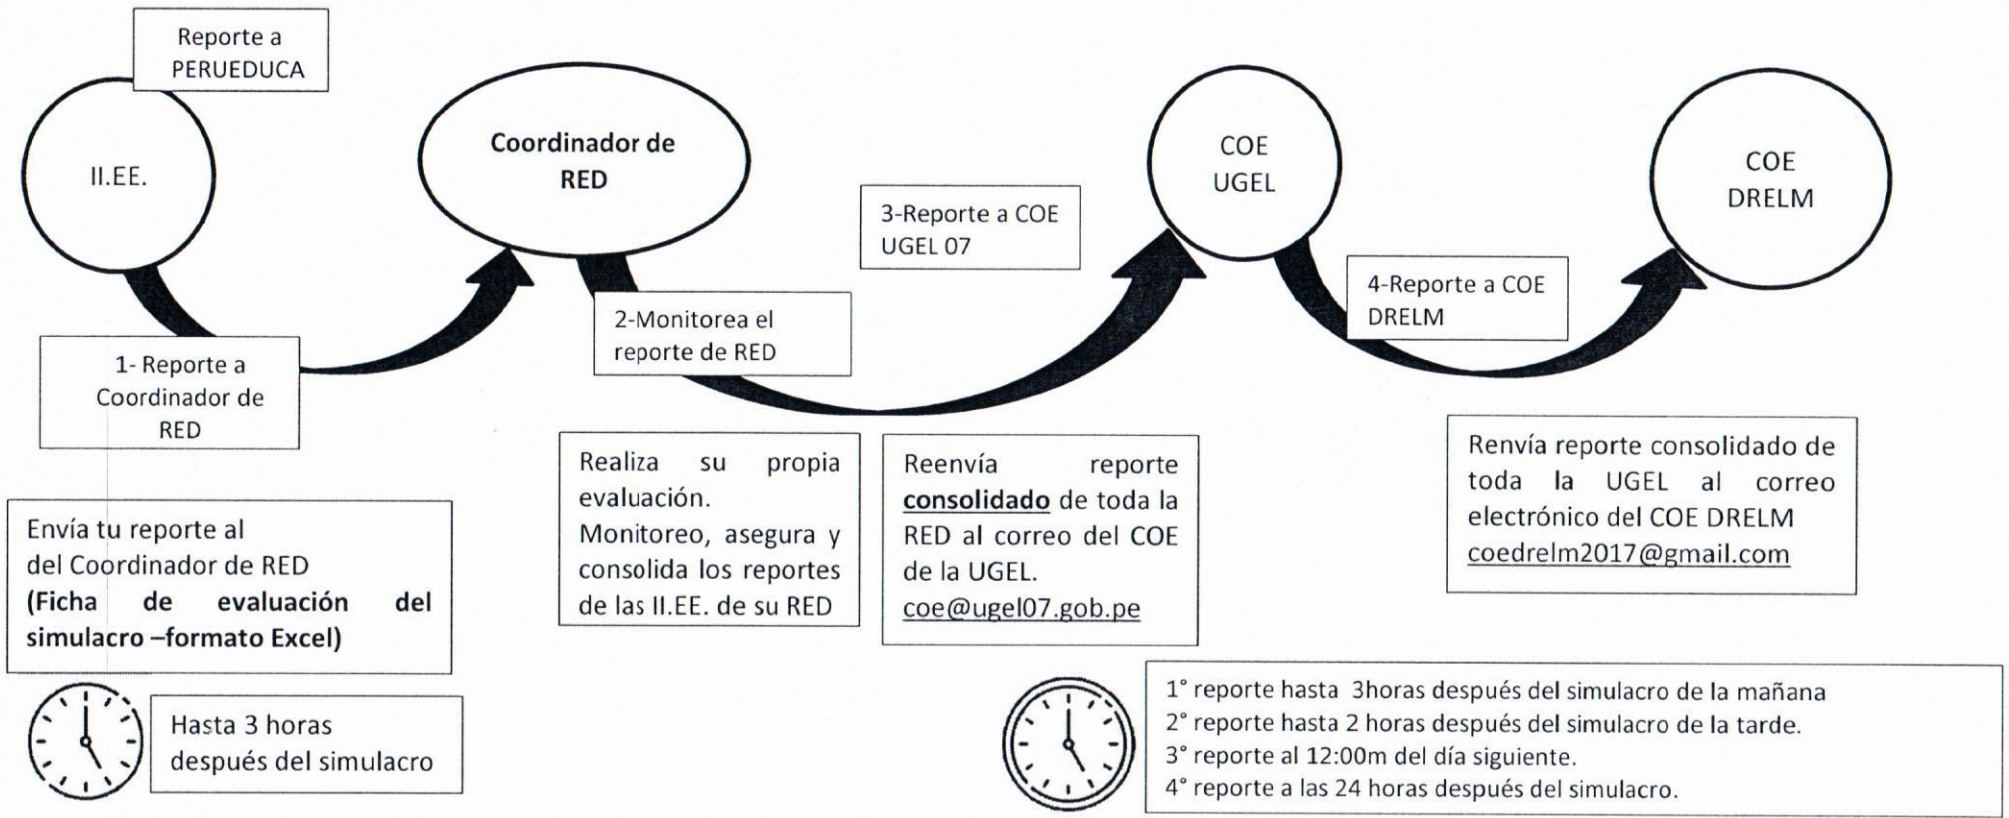 Reporte a
PERUEDUCA
II.EE.
Coordinador de
RED
COE
UGEL
COE
DRELM
1- Reporte a
Coordinador de
RED
2-Monitorea el
reporte de RED
3-Reporte a COE
UGEL 07
4-Reporte a COE
DRELM
Envía tu reporte al
del Coordinador de RED
(Ficha de evaluación del
simulacro –formato Excel)
Realiza su propia
evaluación.
Monitoreo, asegura y
consolida los reportes
de las II.EE. de su RED
Reenvía reporte
consolidado de toda la
RED al correo del COE
de la UGEL.
coe@ugel07.gob.pe
Renvía reporte consolidado de
toda la UGEL al correo
electrónico del COE DRELM
coedrelm2017@gmail.com
Hasta 3 horas
después del simulacro
1° reporte hasta 3horas después del simulacro de la mañana
2° reporte hasta 2 horas después del simulacro de la tarde.
3° reporte al 12:00m del día siguiente.
4° reporte a las 24 horas después del simulacro.